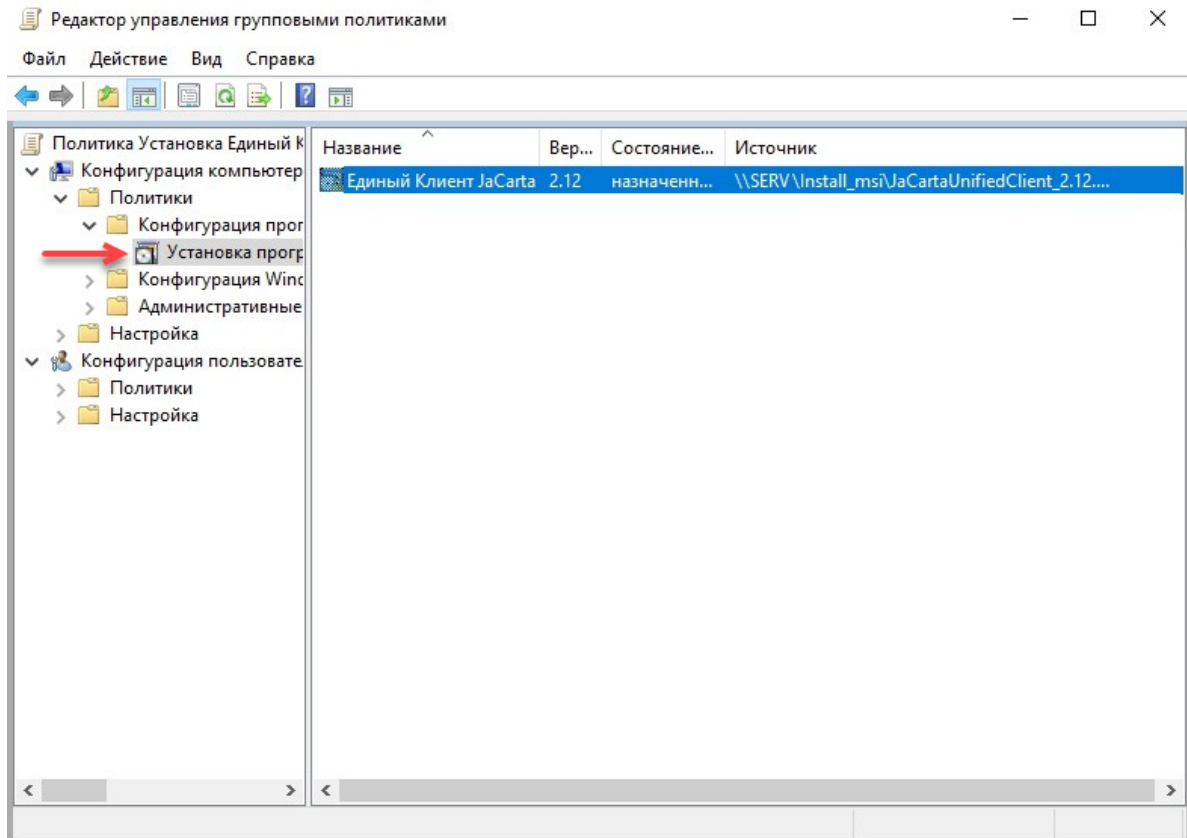 Редактор управления групповыми политиками
Файл Действие Вид Справка
Политика Установка Единый К
Конфигурация компьютер
Политики
Конфигурация прог
Установка прогр
Конфигурация Winc
Административные
Настройка
Конфигурация пользовате
Политики
Настройка
Название Вер... Состояние... Источник
Единый Клиент JaCarta 2.12 назначенн... \\SERV\Install_msi\JaCartaUnifiedClient_2.12....